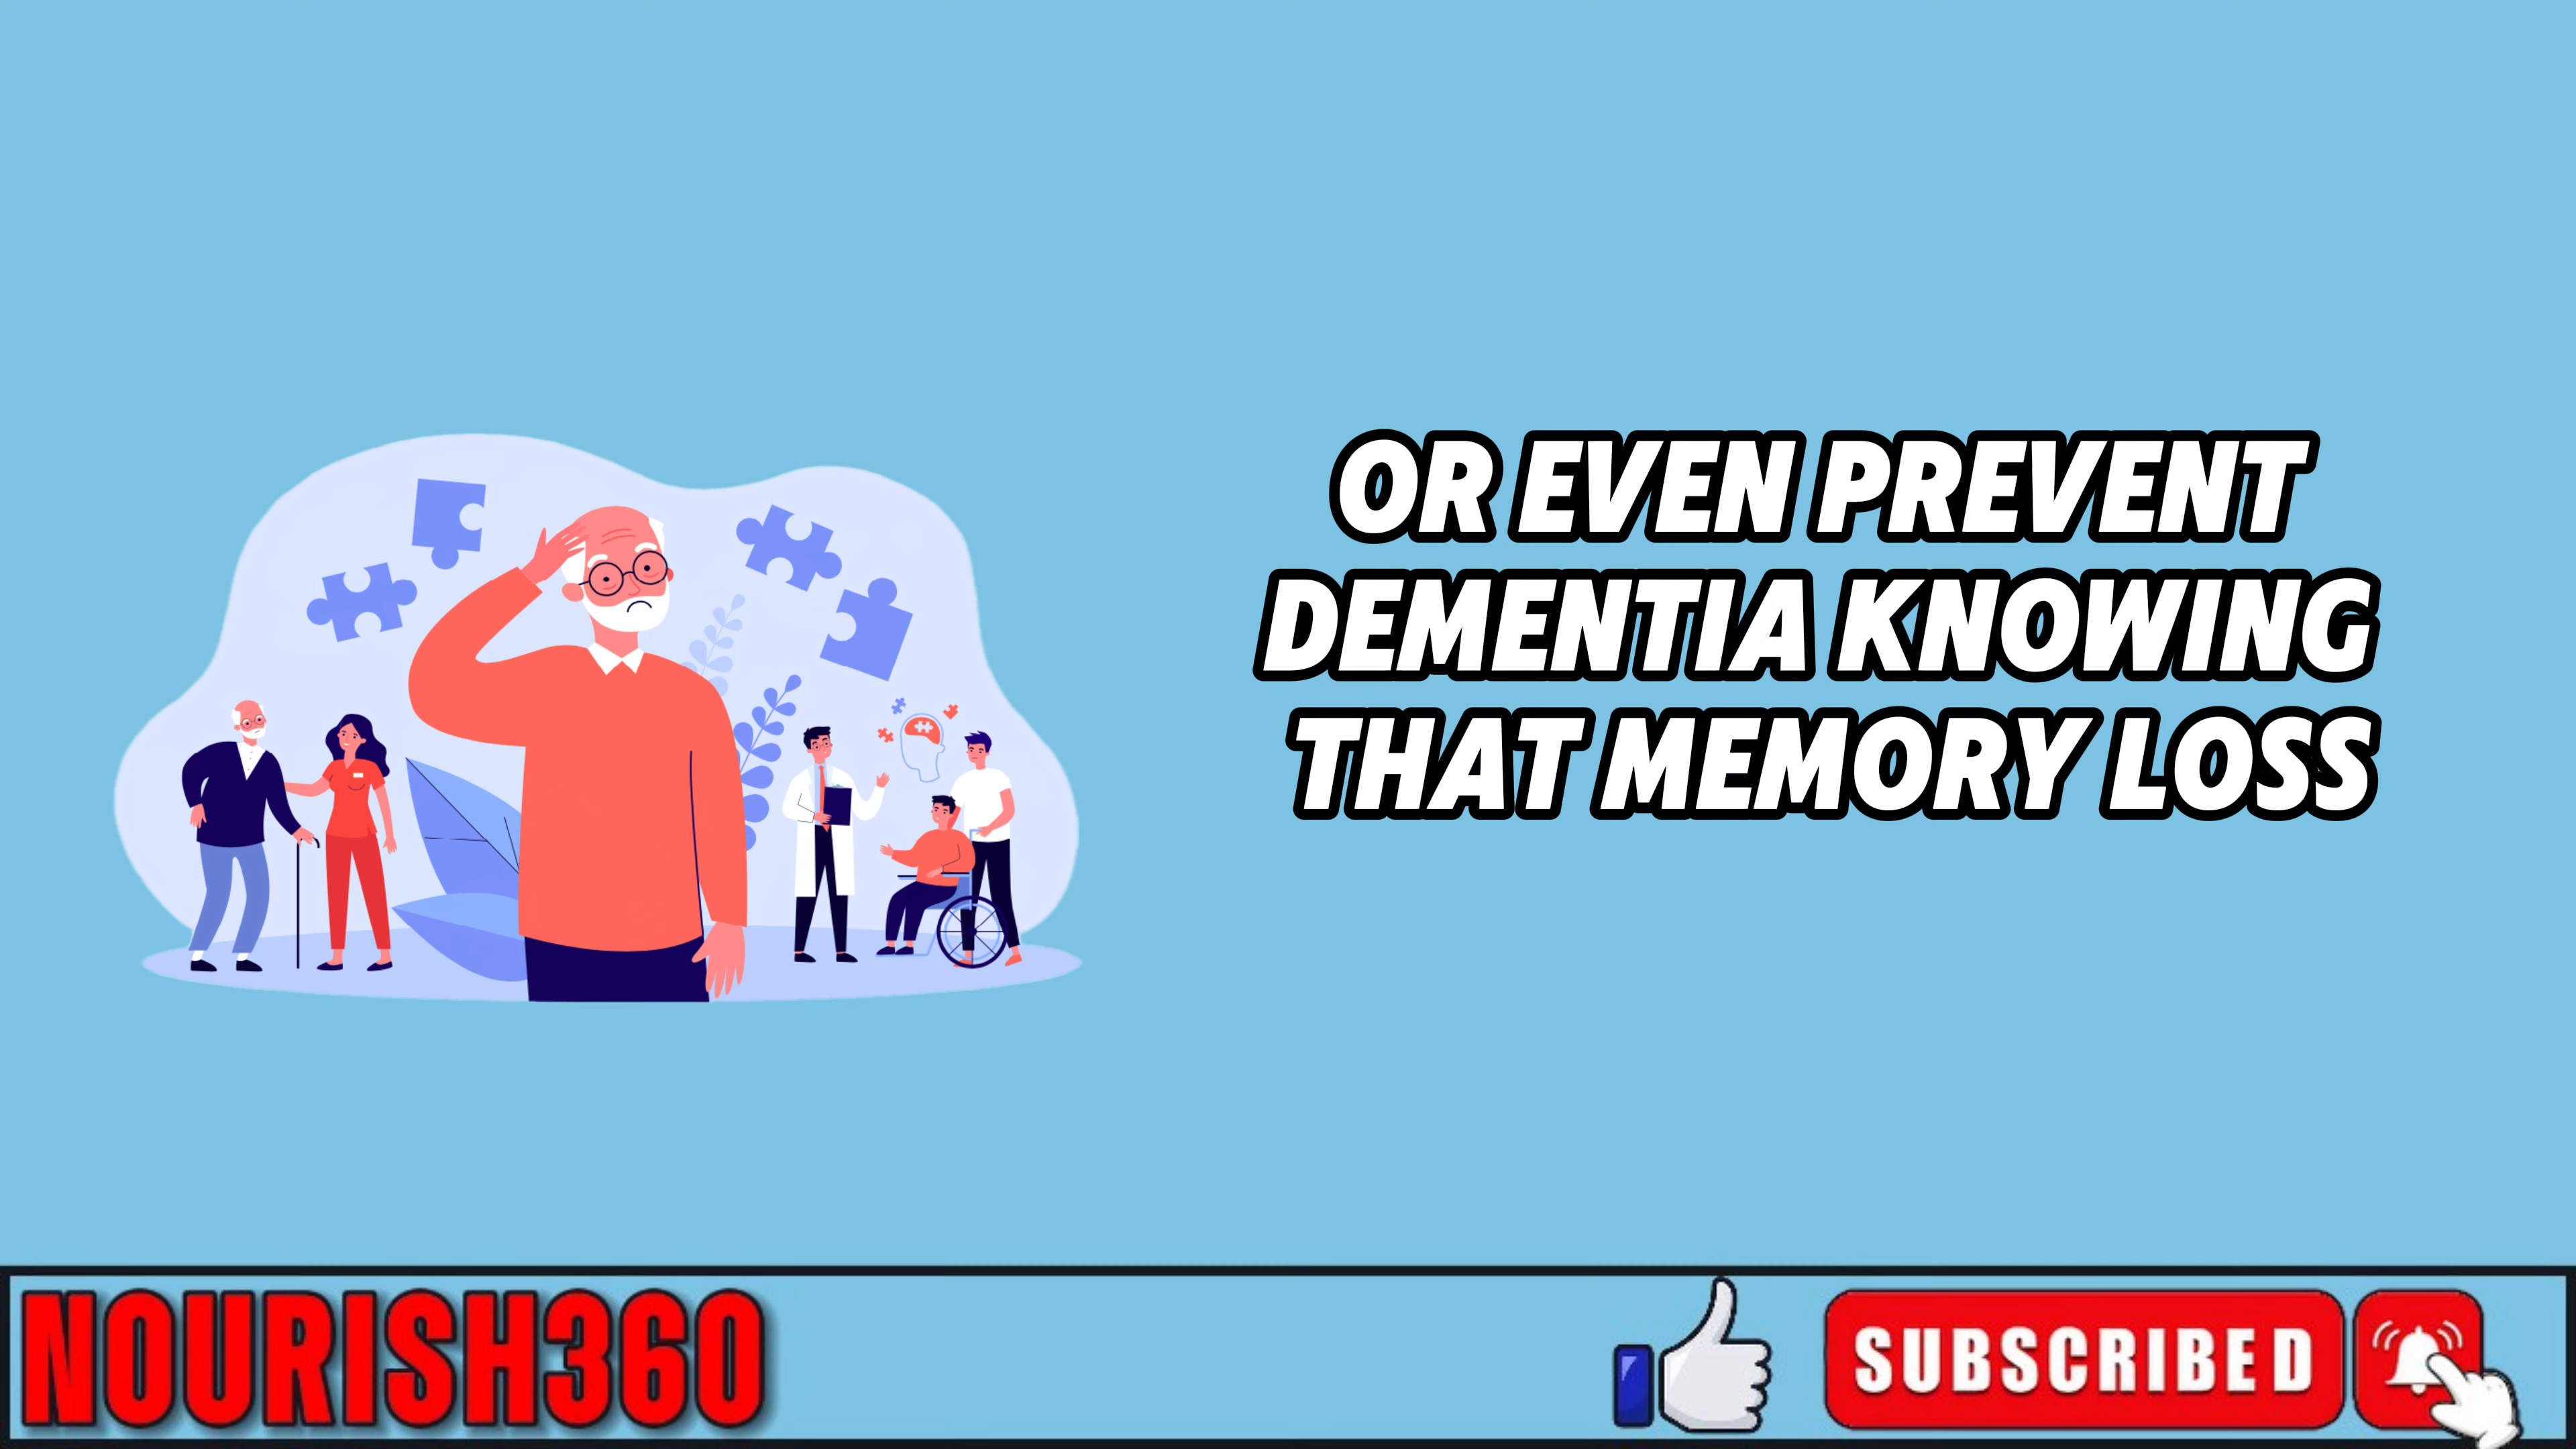 OR EVEN PREVENT
DEMENTIA KNOWING
THAT MEMORY LOSS
NOURISH360
SUBSCRIBED